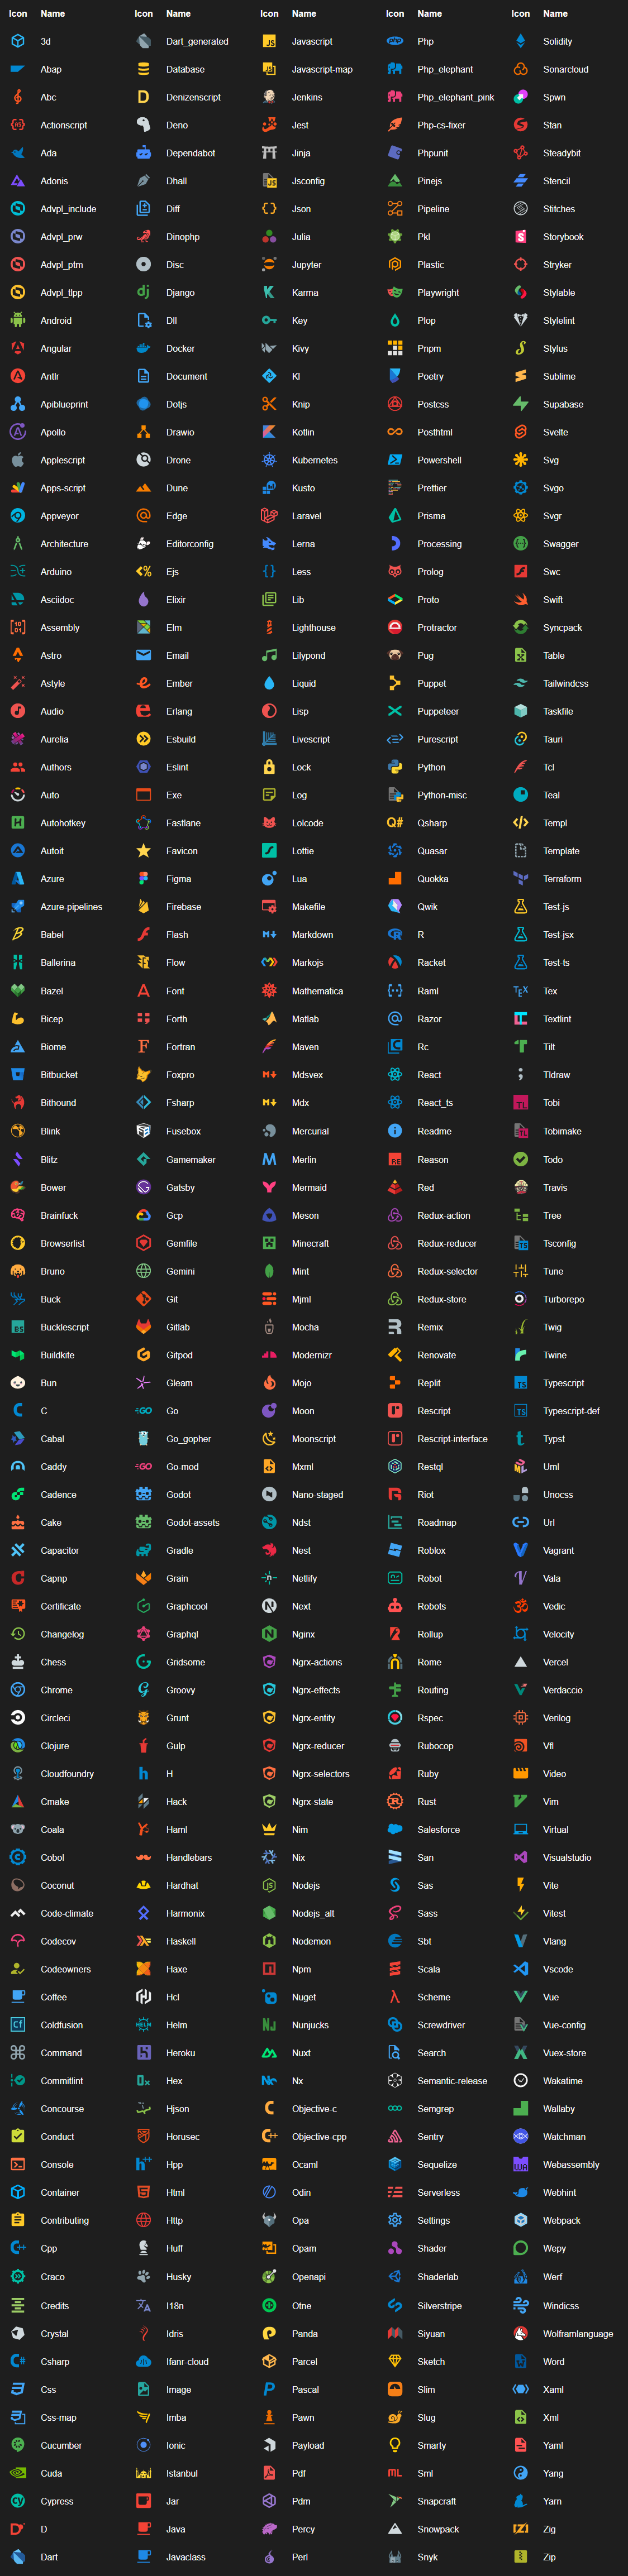 Icon Name Icon Name Icon Name Icon Name Icon Name
3d Dart_generated Javascript Php Solidity
Abap Database Javascript-map Php_elephant Sonarcloud
Abc Denizenscript Jenkins Php_elephant_pink Spwn
Actionscript Deno Jest Php-cs-fixer Stan
Ada Dependabot Jinja Phpunit Steadybit
Adonis Dhall Jsconfig Pinejs Stencil
Advpl_include Diff Json Pipeline Stitches
Advpl_prw Dinophp Julia Pkl Storybook
Advpl_ptm Disc Jupyter Plastic Stryker
Advpl_tlpp Django Karma Playwright Stylable
Android Dll Key Plop Stylelint
Angular Docker Kivy Pnpm Stylus
Antlr Document Kl Poetry Sublime
Apiblueprint Dotjs Knip Postcss Supabase
Apollo Drawio Kotlin Posthtml Svelte
Applescript Drone Kubernetes Powershell Svg
Apps-script Dune Kusto Prettier Svgo
Appveyor Edge Laravel Prisma Svgr
Architecture Editorconfig Lerna Processing Swagger
Arduino Ejs Less Prolog Swc
Asciidoc Elixir Lib Proto Swift
Assembly Elm Lighthouse Protractor Syncpack
Astro Email Lilypond Pug Table
Astyle Ember Liquid Puppet Tailwindcss
Audio Erlang Lisp Puppeteer Taskfile
Aurelia Esbuild Livescript Purescript Tauri
Authors Eslint Lock Python Tcl
Auto Exe Log Python-misc Teal
Autohotkey Fastlane Lolcode Qsharp Templ
Autoit Favicon Lottie Quasar Template
Azure Figma Lua Quokka Terraform
Azure-pipelines Firebase Makefile Qwik Test-js
Babel Flash Markdown R Test-jsx
Ballerina Flow Markojs Racket Test-ts
Bazel Font Mathematica Raml Tex
Bicep Forth Matlab Razor Textlint
Biome Fortran Maven Rc Tilt
Bitbucket Foxpro Mdsvex React Tldraw
Bithound Fsharp Mdx React_ts Tobi
Blink Fusebox Mercurial Readme Tobimake
Blitz Gamemaker Merlin Reason Todo
Bower Gatsby Mermaid Red Travis
Brainfuck Gcp Meson Redux-action Tree
Browserlist Gemfile Minecraft Redux-reducer Tsconfig
Bruno Gemini Mint Redux-selector Tune
Buck Git Mjml Redux-store Turborepo
Bucklescript Gitlab Mocha Remix Twig
Buildkite Gitpod Modernizr Renovate Twine
Bun Gleam Mojo Replit Typescript
C Go Moon Rescript Typescript-def
Cabal Go_gopher Moonscript Rescript-interface Typst
Caddy Go-mod Mxml Restql Uml
Cadence Godot Nano-staged Riot Unocss
Cake Godot-assets Ndst Roadmap Url
Capacitor Gradle Nest Roblox Vagrant
Capnp Grain Netlify Robot Vala
Certificate Graphcool Next Robots Vedic
Changelog Graphql Nginx Rollup Velocity
Chess Gridsome Ngrx-actions Rome Vercel
Chrome Groovy Ngrx-effects Routing Verdaccio
Circleci Grunt Ngrx-entity Rspec Verilog
Clojure Gulp Ngrx-reducer Rubocop Vfl
Cloudfoundry H Ngrx-selectors Ruby Video
Cmake Hack Ngrx-state Rust Vim
Coala Haml Nim Salesforce Virtual
Cobol Handlebars Nix San Visualstudio
Coconut Hardhat Nodejs Sas Vite
Code-climate Harmonix Nodejs_alt Sass Vitest
Codecov Haskell Nodemon Sbt Vlang
Codeowners Haxe Npm Scala Vscode
Coffee Hcl Nuget Scheme Vue
Coldfusion Helm Nunjucks Screwdriver Vue-config
Command Heroku Nuxt Search Vuex-store
Commitlint Hex Nx Semantic-release Wakatime
Concourse Hjson Objective-c Semgrep Wallaby
Conduct Horusec Objective-cpp Sentry Watchman
Console Hpp Ocaml Sequelize Webassembly
Container Html Odin Serverless Webhint
Contributing Http Opa Settings Webpack
Cpp Huff Opam Shader Wepy
Craco Husky Openapi Shaderlab Werf
Credits I18n Otne Silverstripe Windicss
Crystal Idris Panda Siyuan Wolframlanguage
Csharp Ifanr-cloud Parcel Sketch Word
Css Image Pascal Slim Xaml
Css-map Imba Pawn Slug Xml
Cucumber Ionic Payload Smarty Yaml
Cuda Istanbul Pdf Sml Yang
Cypress Jar Pdm Snapcraft Yarn
D Java Percy Snowpack Zig
Dart Javaclass Perl Snyk Zip